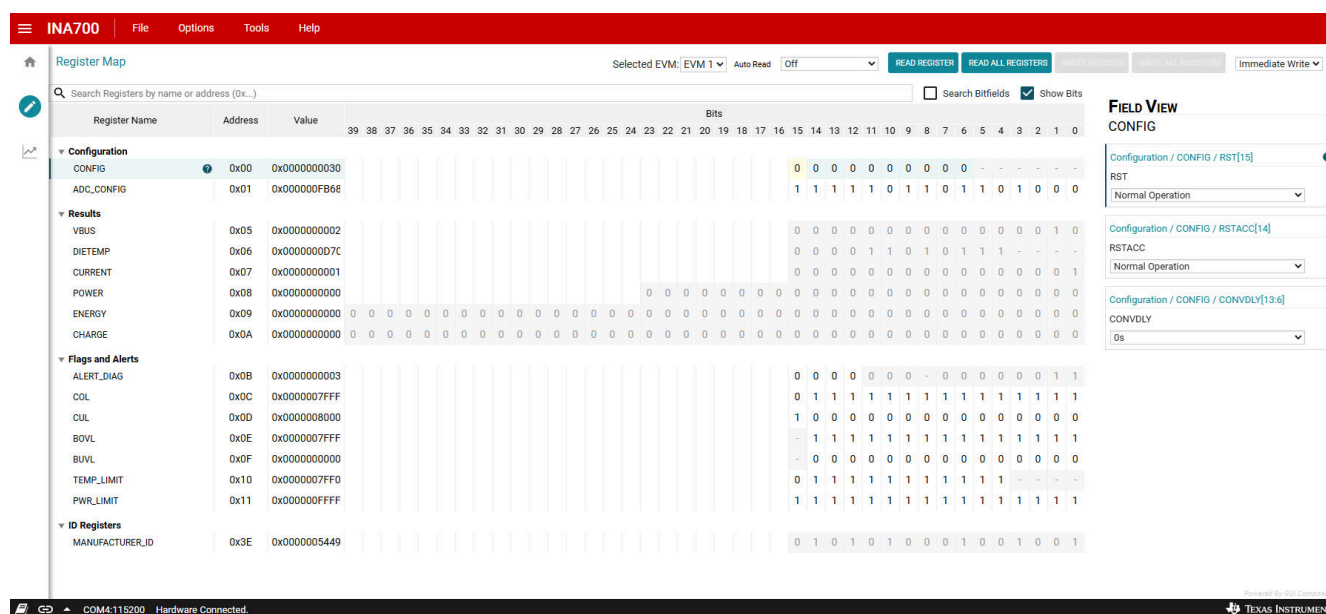 INA700 File Options Tools Help
Register Map Selected EVM: EVM 1 Auto Read Off READ REGISTER READ ALL REGISTERS WRITE REGISTER WRITE ALL REGISTERS Immediate Write
Search Registers by name or address (0x...) Search Bitfields Show Bits
Register Name Address Value Bits
39 38 37 36 35 34 33 32 31 30 29 28 27 26 25 24 23 22 21 20 19 18 17 16 15 14 13 12 11 10 9 8 7 6 5 4 3 2 1 0
Configuration
CONFIG ? 0x00 0x0000000030 0 0 0 0 0 0 0 0 0 0 - - - - - -
ADC_CONFIG 0x01 0x000000FB68 1 1 1 1 1 0 1 1 0 1 1 0 1 0 0 0
Results
VBUS 0x05 0x0000000002 0 0 0 0 0 0 0 0 0 0 0 0 0 0 1 0
DIETEMP 0x06 0x0000000D70 0 0 0 0 1 1 0 1 0 1 1 1 - - - -
CURRENT 0x07 0x0000000001 0 0 0 0 0 0 0 0 0 0 0 0 0 0 0 1
POWER 0x08 0x0000000000 0 0 0 0 0 0 0 0 0 0 0 0 0 0 0 0 0 0 0 0 0 0 0 0
ENERGY 0x09 0x0000000000 0 0 0 0 0 0 0 0 0 0 0 0 0 0 0 0 0 0 0 0 0 0 0 0 0 0 0 0 0 0 0 0 0 0 0 0 0 0 0 0
CHARGE 0x0A 0x0000000000 0 0 0 0 0 0 0 0 0 0 0 0 0 0 0 0 0 0 0 0 0 0 0 0 0 0 0 0 0 0 0 0 0 0 0 0 0 0 0 0
Flags and Alerts
ALERT_DIAG 0x0B 0x0000000003 0 0 0 0 0 0 0 - 0 0 0 0 0 0 1 1
COL 0x0C 0x0000007FFF 0 1 1 1 1 1 1 1 1 1 1 1 1 1 1 1
CUL 0x0D 0x0000008000 1 0 0 0 0 0 0 0 0 0 0 0 0 0 0 0
BOVL 0x0E 0x0000007FFF - 1 1 1 1 1 1 1 1 1 1 1 1 1 1 1
BUVL 0x0F 0x0000000000 - 0 0 0 0 0 0 0 0 0 0 0 0 0 0 0
TEMP_LIMIT 0x10 0x0000007FF0 0 1 1 1 1 1 1 1 1 1 1 1 - - - -
PWR_LIMIT 0x11 0x000000FFFF 1 1 1 1 1 1 1 1 1 1 1 1 1 1 1 1
ID Registers
MANUFACTURER_ID 0x3E 0x0000005449 0 1 0 1 0 1 0 0 0 1 0 0 1 0 0 1
FIELD VIEW
CONFIG
Configuration / CONFIG / RST[15]
RST
Normal Operation
Configuration / CONFIG / RSTACC[14]
RSTACC
Normal Operation
Configuration / CONFIG / CONVDLY[13:6]
CONVDLY
0s
Powered By GUI Compos
COM4:115200 Hardware Connected. TEXAS INSTRUMEN